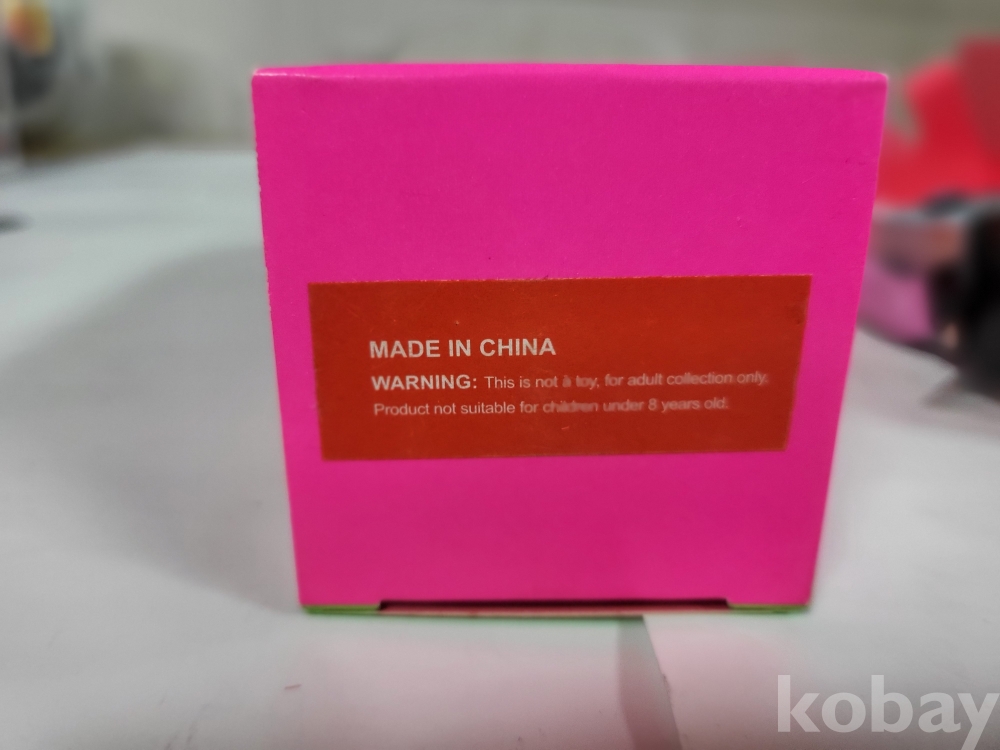 MADE IN CHINA
WARNING: This is not a toy, for adult collection only.
Product not suitable for children under 8 years old.
kobay